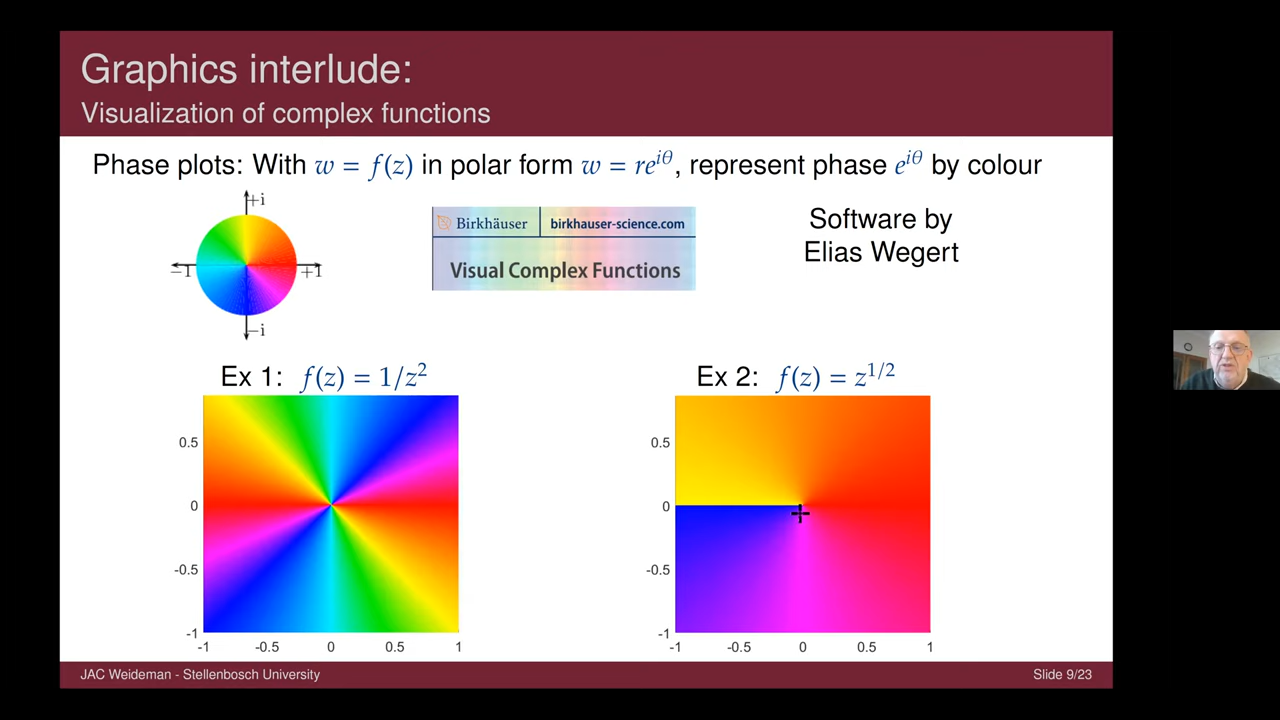 Graphics interlude:
Visualization of complex functions
Phase plots: With w = f(z) in polar form w = re^{iθ}, represent phase e^{iθ} by colour
+i
−1
+1
−i
Birkhäuser
birkhauser-science.com
Visual Complex Functions
Software by
Elias Wegert
Ex 1: f(z) = 1/z²
0.5
0
-0.5
-1
-1 -0.5 0 0.5 1
Ex 2: f(z) = z^{1/2}
0.5
0
-0.5
-1
-1 -0.5 0 0.5 1
JAC Weideman - Stellenbosch University
Slide 9/23